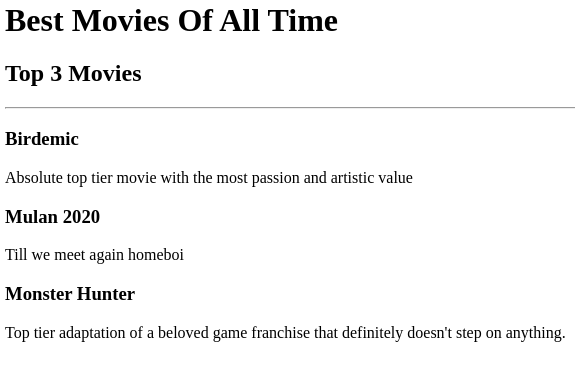 Best Movies Of All Time
Top 3 Movies
Birdemic
Absolute top tier movie with the most passion and artistic value
Mulan 2020
Till we meet again homeboi
Monster Hunter
Top tier adaptation of a beloved game franchise that definitely doesn't step on anything.